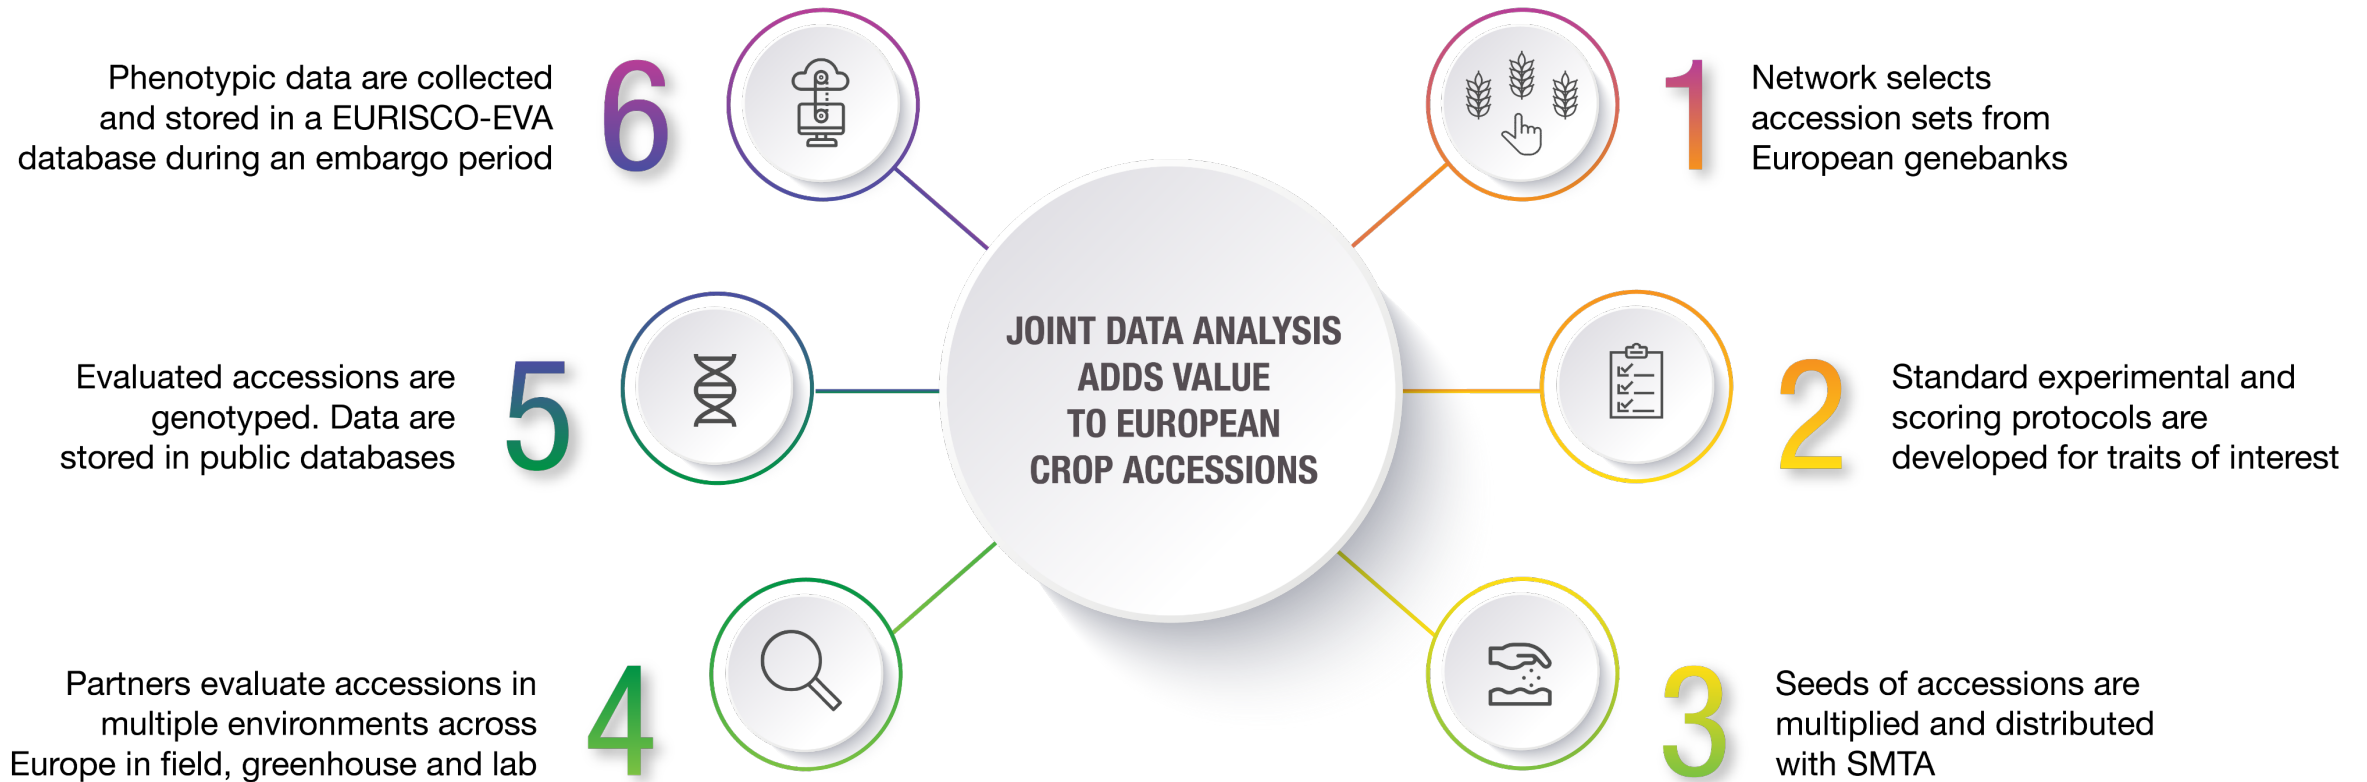 1
Network selects
accession sets from
European genebanks
2
Standard experimental and
scoring protocols are
developed for traits of interest
3
Seeds of accessions are
multiplied and distributed
with SMTA
4
Partners evaluate accessions in
multiple environments across
Europe in field, greenhouse and lab
5
Evaluated accessions are
genotyped. Data are
stored in public databases
6
Phenotypic data are collected
and stored in a EURISCO-EVA
database during an embargo period
JOINT DATA ANALYSIS
ADDS VALUE
TO EUROPEAN
CROP ACCESSIONS